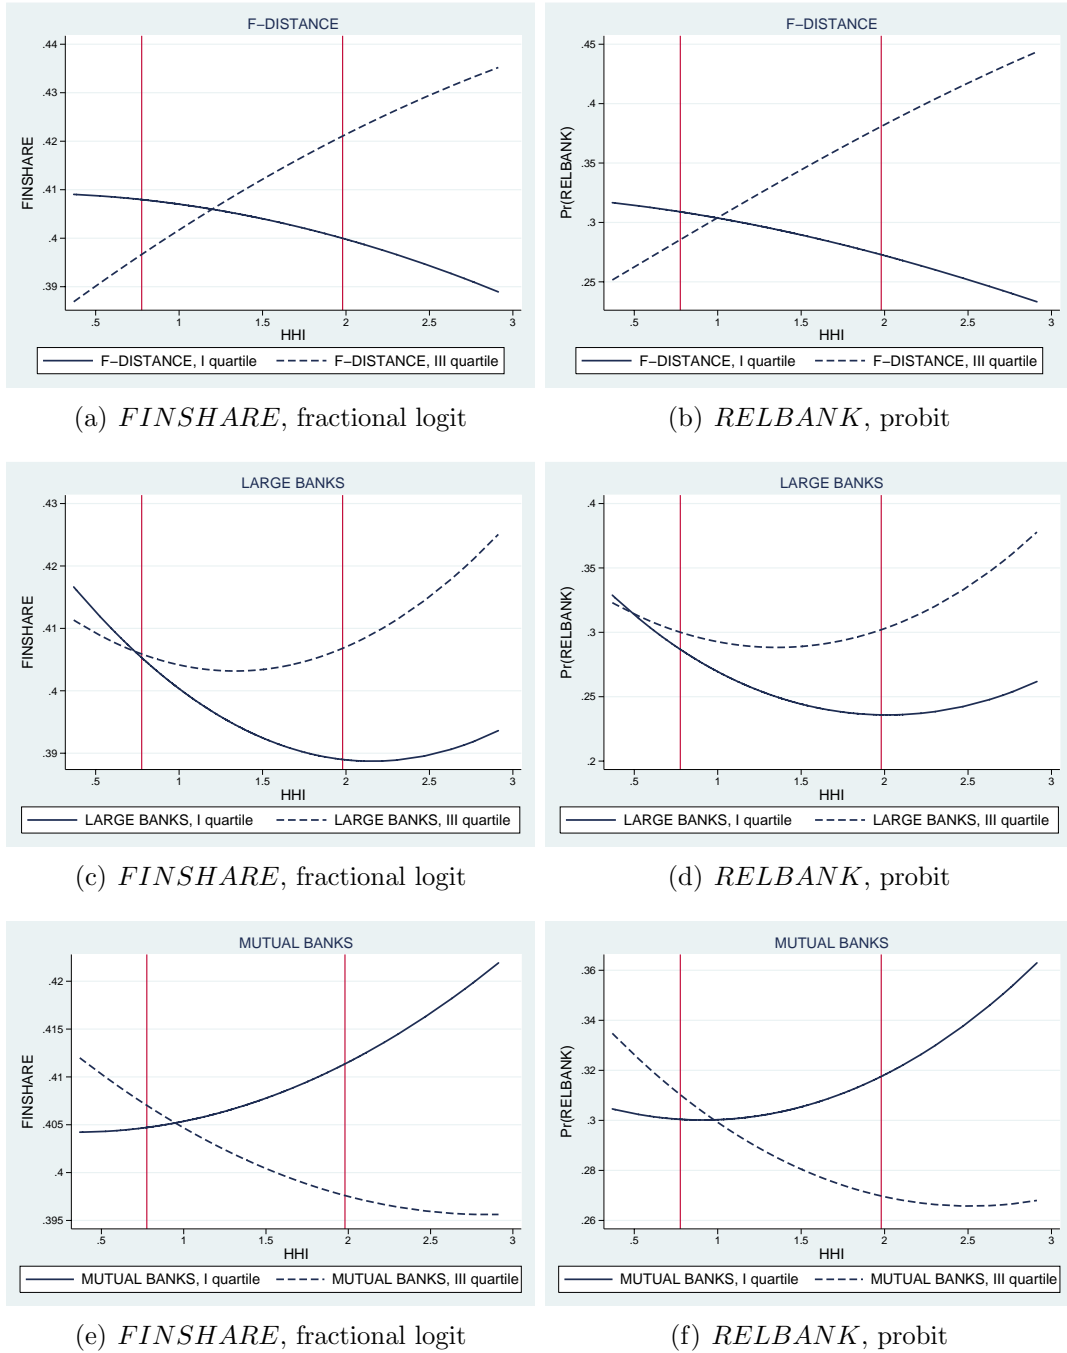 F−DISTANCE
.44
.43
.42
.41
.4
.39
FINSHARE
.5 1 1.5 2 2.5 3
HHI
F−DISTANCE, I quartile F−DISTANCE, III quartile
(a) FINSHARE, fractional logit
F−DISTANCE
.45
.4
.35
.3
.25
Pr(RELBANK)
.5 1 1.5 2 2.5 3
HHI
F−DISTANCE, I quartile F−DISTANCE, III quartile
(b) RELBANK, probit
LARGE BANKS
.43
.42
.41
.4
.39
FINSHARE
.5 1 1.5 2 2.5 3
HHI
LARGE BANKS, I quartile LARGE BANKS, III quartile
(c) FINSHARE, fractional logit
LARGE BANKS
.4
.35
.3
.25
.2
Pr(RELBANK)
.5 1 1.5 2 2.5 3
HHI
LARGE BANKS, I quartile LARGE BANKS, III quartile
(d) RELBANK, probit
MUTUAL BANKS
.42
.415
.41
.405
.4
.395
FINSHARE
.5 1 1.5 2 2.5 3
HHI
MUTUAL BANKS, I quartile MUTUAL BANKS, III quartile
(e) FINSHARE, fractional logit
MUTUAL BANKS
.36
.34
.32
.3
.28
.26
Pr(RELBANK)
.5 1 1.5 2 2.5 3
HHI
MUTUAL BANKS, I quartile MUTUAL BANKS, III quartile
(f) RELBANK, probit